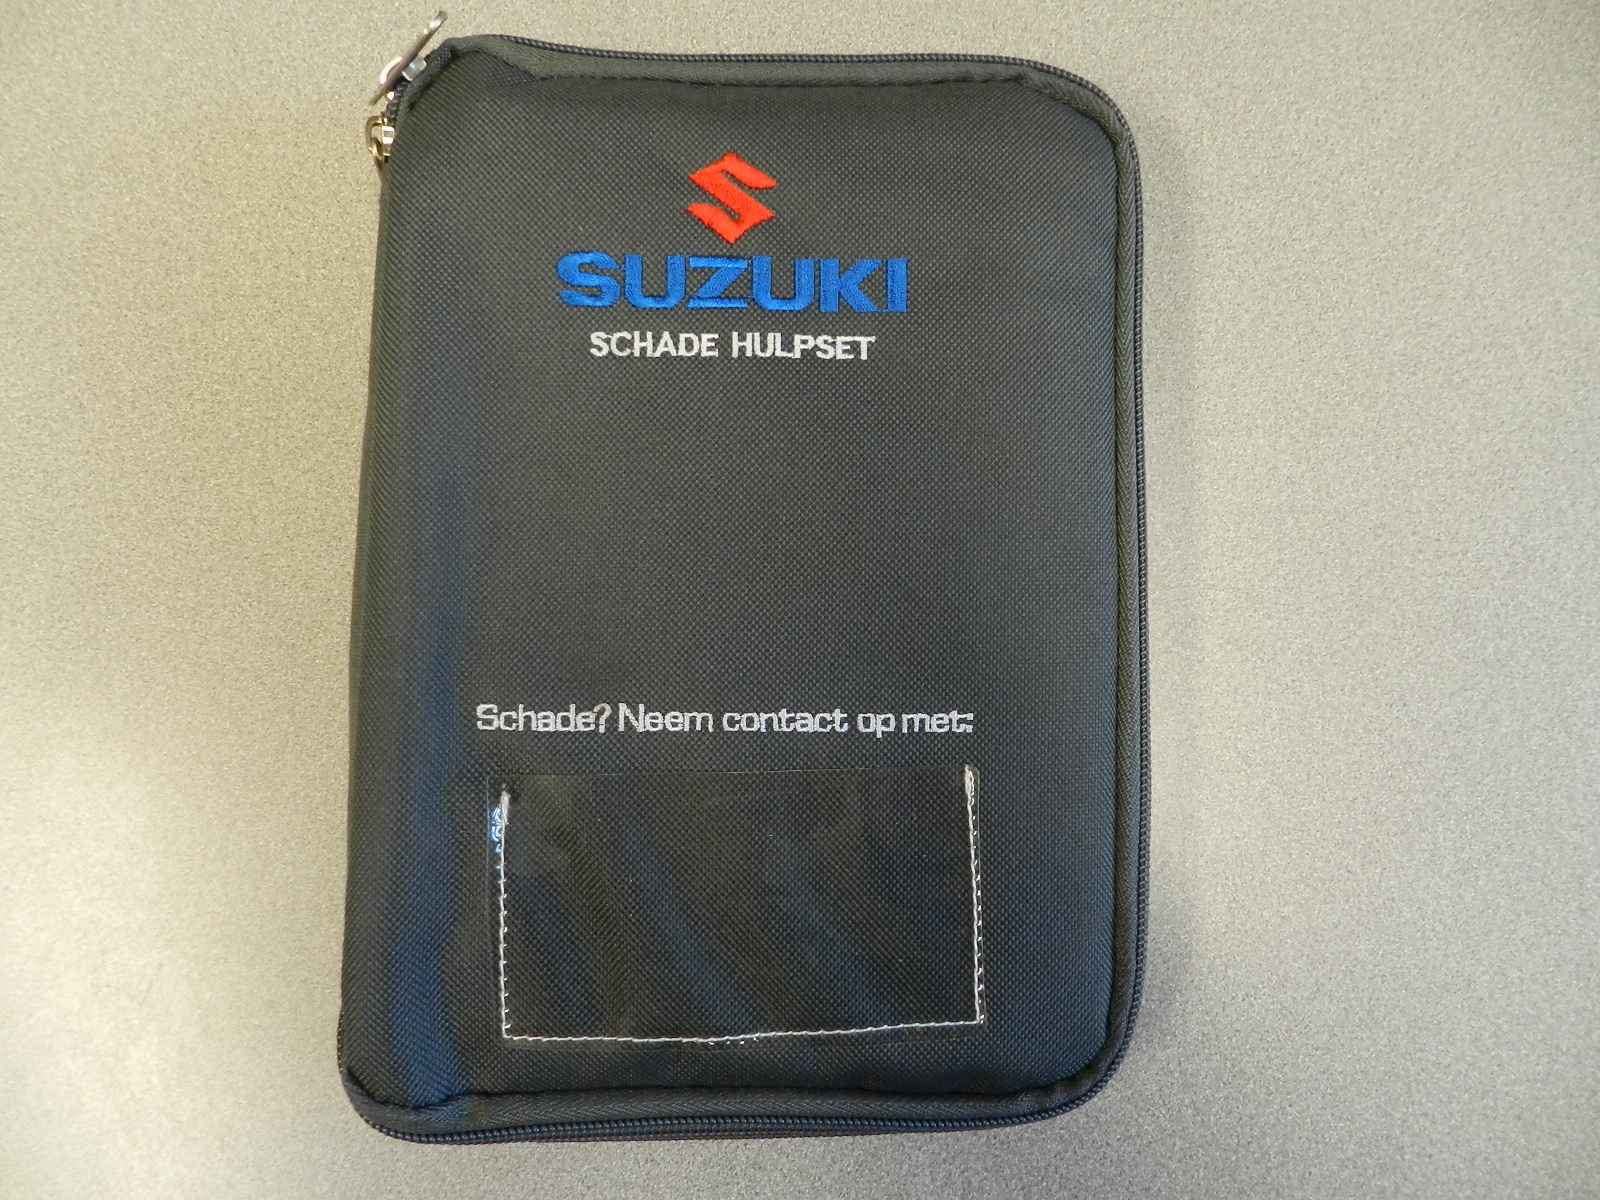 SUZUKI
SCHADE HULPSET
Schade? Neem contact op met: